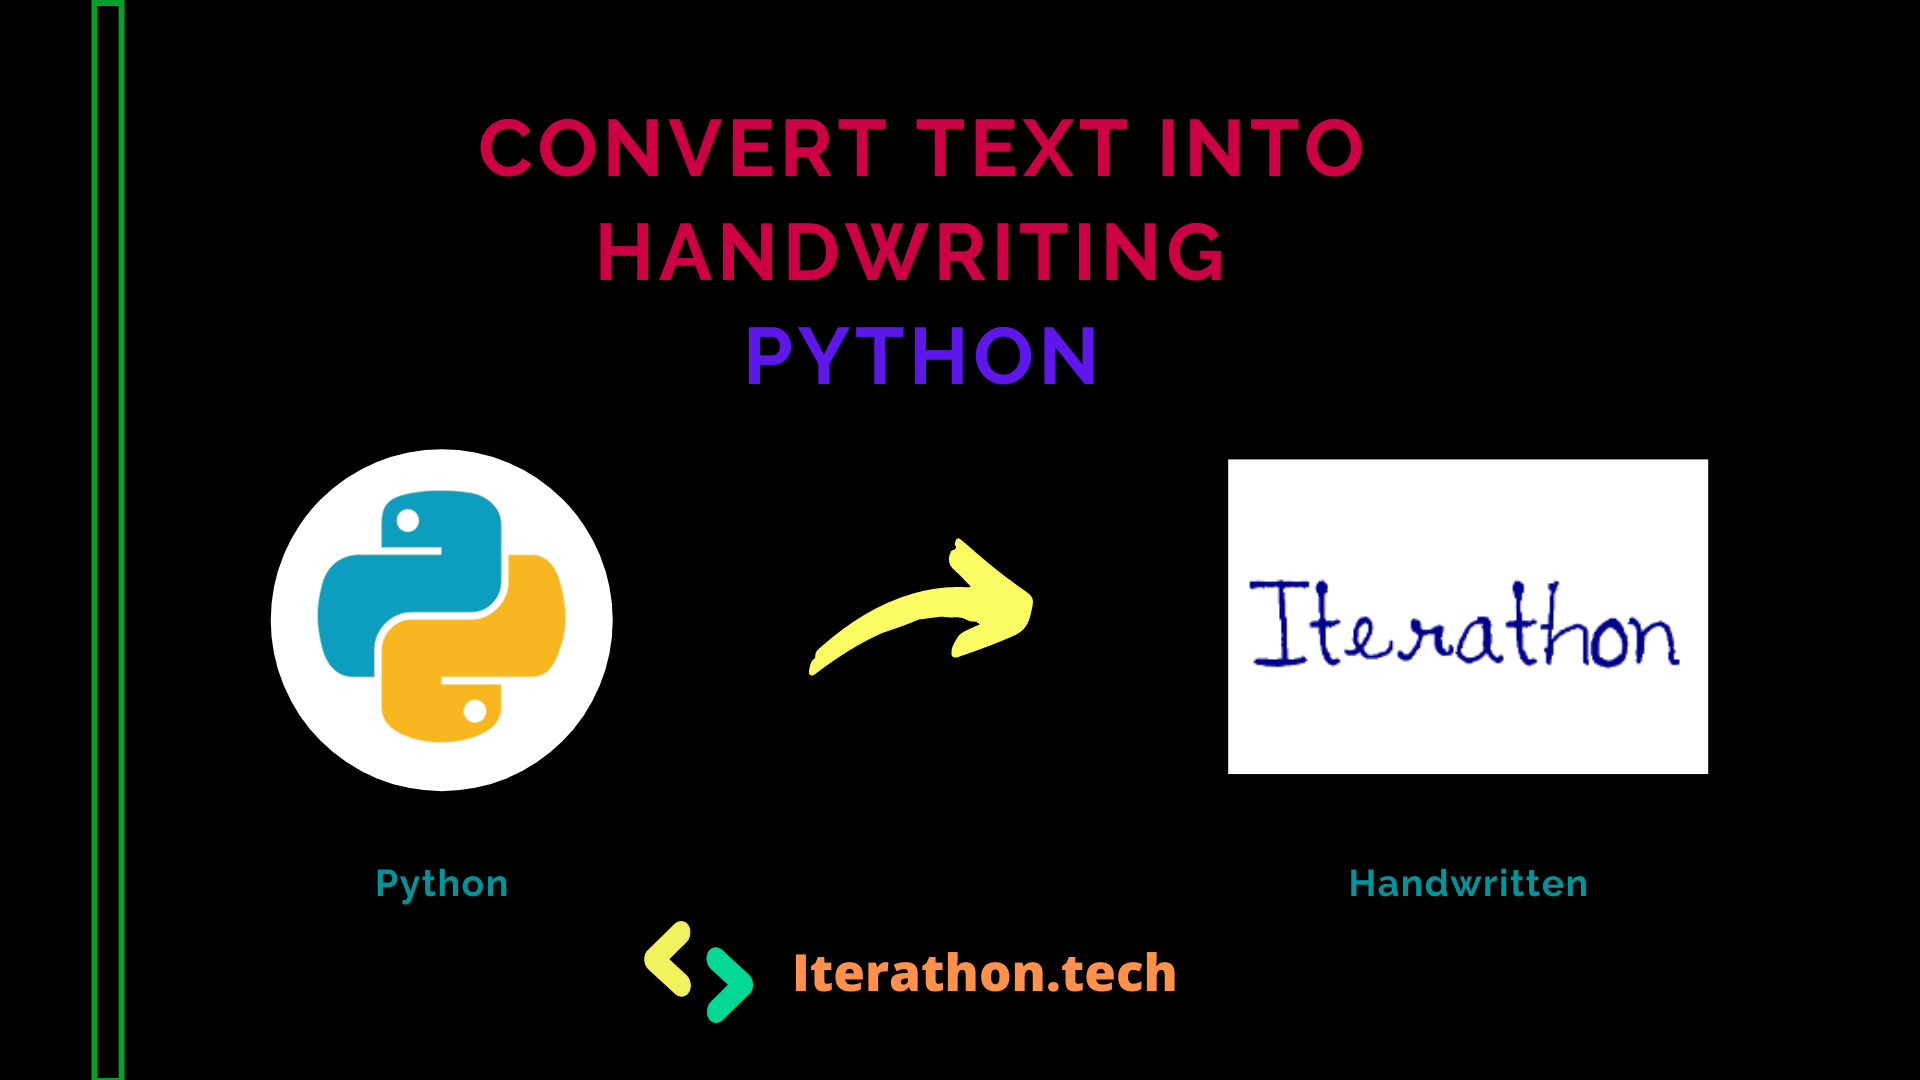 CONVERT TEXT INTO
HANDWRITING
PYTHON
Iterathon
Python
Handwritten
Iterathon.tech